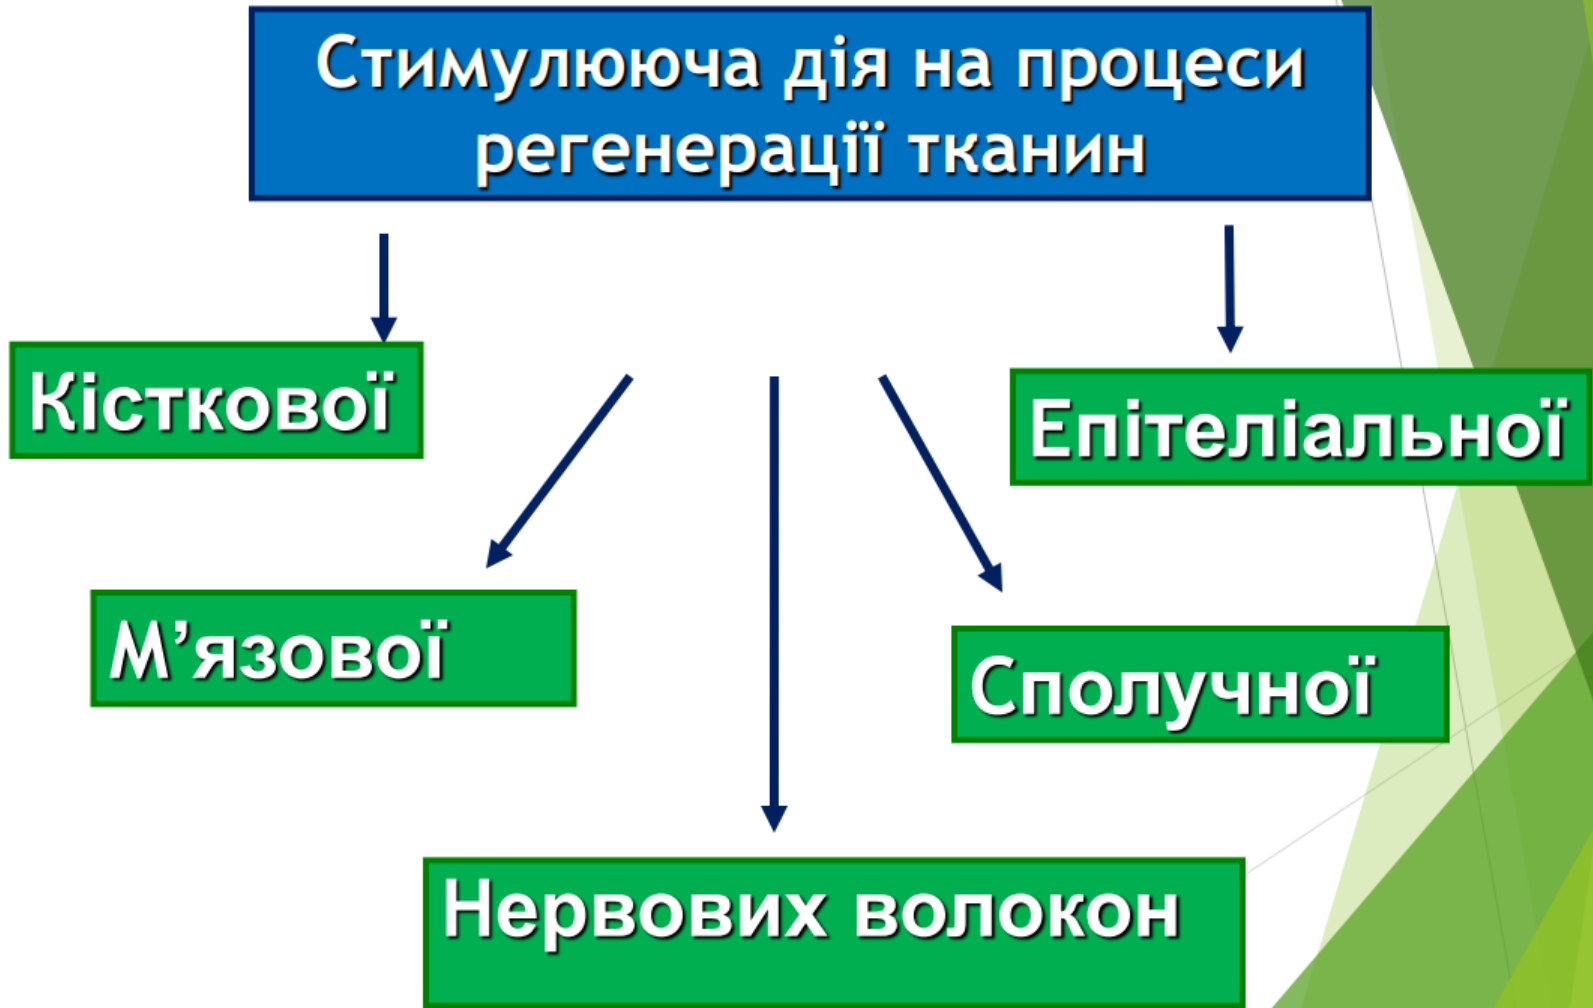 Стимулююча дія на процеси
регенерації тканин
Кісткової
Епітеліальної
М’язової
Сполучної
Нервових волокон